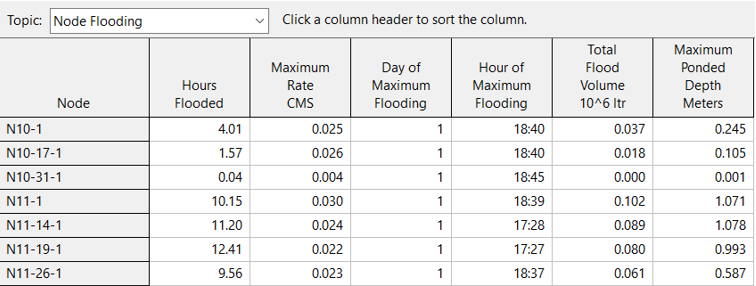 Topic: Node Flooding Click a column header to sort the column.
Node Hours Flooded Maximum Rate CMS Day of Maximum Flooding Hour of Maximum Flooding Total Flood Volume 10^6 ltr Maximum Ponded Depth Meters
N10-1 4.01 0.025 1 18:40 0.037 0.245
N10-17-1 1.57 0.026 1 18:40 0.018 0.105
N10-31-1 0.04 0.004 1 18:45 0.000 0.001
N11-1 10.15 0.030 1 18:39 0.102 1.071
N11-14-1 11.20 0.024 1 17:28 0.089 1.078
N11-19-1 12.41 0.022 1 17:27 0.080 0.993
N11-26-1 9.56 0.023 1 18:37 0.061 0.587